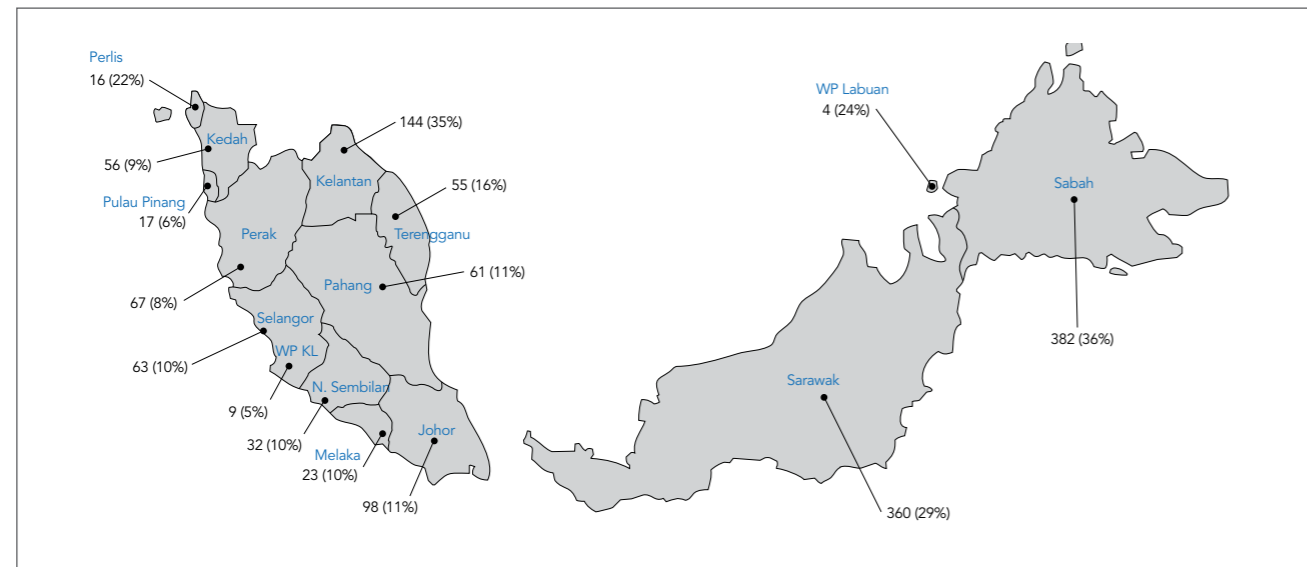 Perlis
16 (22%)
Kedah
56 (9%)
Pulau Pinang
17 (6%)
144 (35%)
Kelantan
55 (16%)
Terengganu
Perak
67 (8%)
Pahang
61 (11%)
Selangor
63 (10%)
WP KL
9 (5%)
N. Sembilan
32 (10%)
Melaka
23 (10%)
Johor
98 (11%)
WP Labuan
4 (24%)
Sabah
382 (36%)
Sarawak
360 (29%)